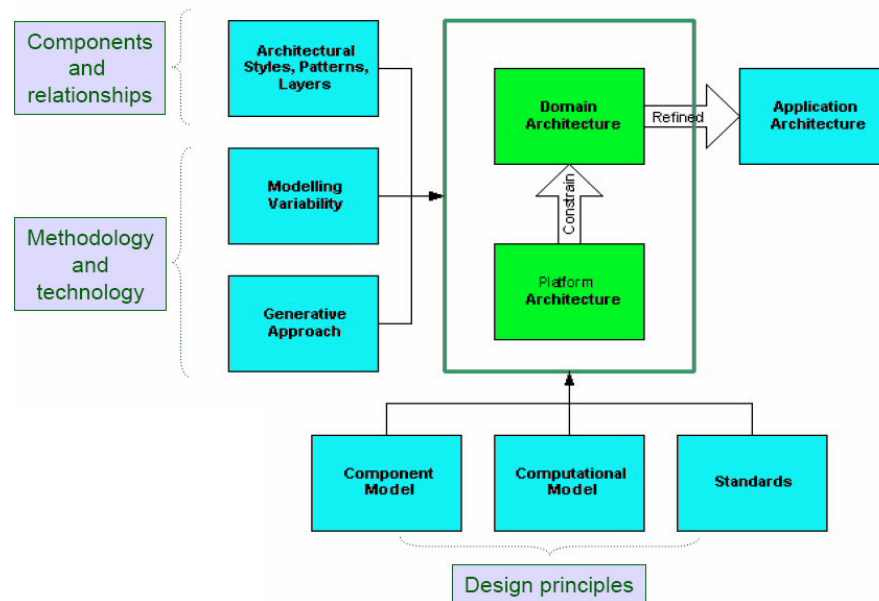 Components
and
relationships
Architectural
Styles, Patterns,
Layers
Domain
Architecture
Refined
Application
Architecture
Methodology
and
technology
Modelling
Variability
Constrain
Generative
Approach
Platform
Architecture
Component
Model
Computational
Model
Standards
Design principles